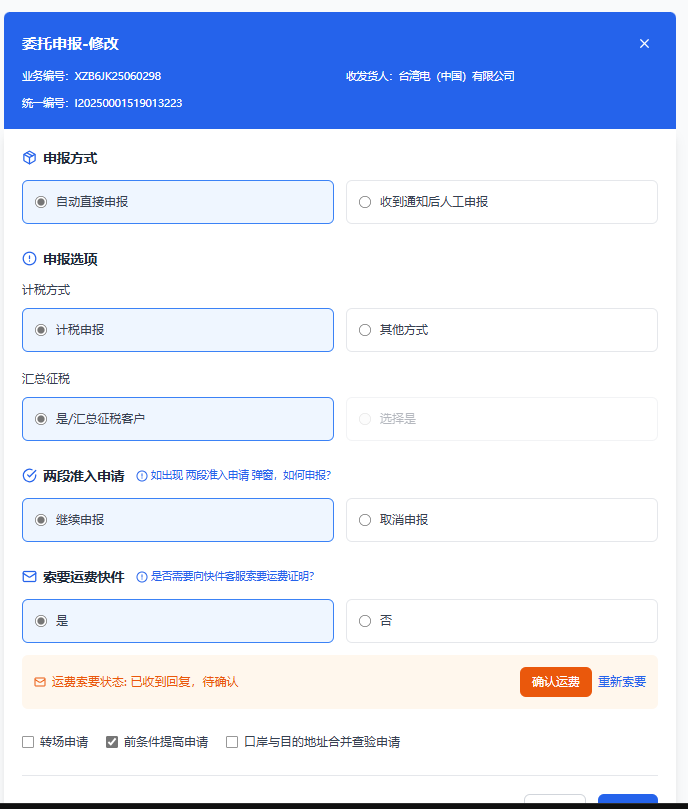 委托申报-修改
业务编号：XZB6JK25060298 收发货人：台湾电（中国）有限公司
统一编号：I20250001519013223
申报方式
自动直接申报 收到通知后人工申报
申报选项
计税方式
计税申报 其他方式
汇总征税
是/汇总征税客户 选择是
两段准入申请 如出现 两段准入申请 弹窗，如何申报?
继续申报 取消申报
索要运费快件 是否需要向快件客服索要运费证明?
是 否
运费索要状态: 已收到回复，待确认 确认运费 重新索要
转场申请 前条件提高申请 口岸与目的地址合并查验申请